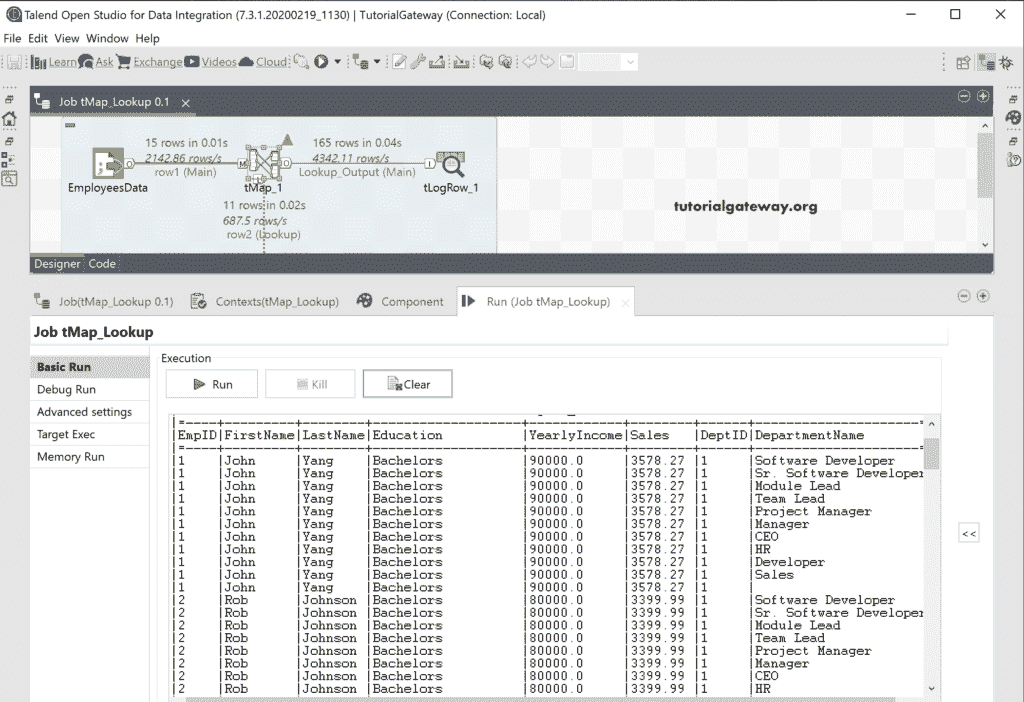 Talend Open Studio for Data Integration (7.3.1.20200219_1130) | TutorialGateway (Connection: Local)
File Edit View Window Help
Learn Ask Exchange Videos Cloud
Job tMap_Lookup 0.1
15 rows in 0.01s
2142.86 rows/s
row1 (Main)
165 rows in 0.04s
4342.11 rows/s
Lookup_Output (Main)
EmployeesData
tMap_1
tLogRow_1
11 rows in 0.02s
687.5 rows/s
row2 (Lookup)
tutorialgateway.org
Designer Code
Job(tMap_Lookup 0.1) Contexts(tMap_Lookup) Component Run (Job tMap_Lookup)
Job tMap_Lookup
Basic Run
Debug Run
Advanced settings
Target Exec
Memory Run
Execution
Run Kill Clear
|EmpID|FirstName|LastName|Education |YearlyIncome|Sales |DeptID|DepartmentName
|1 |John |Yang |Bachelors |90000.0 |3578.27 |1 |Software Developer
|1 |John |Yang |Bachelors |90000.0 |3578.27 |1 |Sr. Software Developer
|1 |John |Yang |Bachelors |90000.0 |3578.27 |1 |Module Lead
|1 |John |Yang |Bachelors |90000.0 |3578.27 |1 |Team Lead
|1 |John |Yang |Bachelors |90000.0 |3578.27 |1 |Project Manager
|1 |John |Yang |Bachelors |90000.0 |3578.27 |1 |Manager
|1 |John |Yang |Bachelors |90000.0 |3578.27 |1 |CEO
|1 |John |Yang |Bachelors |90000.0 |3578.27 |1 |HR
|1 |John |Yang |Bachelors |90000.0 |3578.27 |1 |Developer
|1 |John |Yang |Bachelors |90000.0 |3578.27 |1 |Sales
|1 |John |Yang |Bachelors |90000.0 |3578.27 |1 |
|2 |Rob |Johnson |Bachelors |80000.0 |3399.99 |1 |Software Developer
|2 |Rob |Johnson |Bachelors |80000.0 |3399.99 |1 |Sr. Software Developer
|2 |Rob |Johnson |Bachelors |80000.0 |3399.99 |1 |Module Lead
|2 |Rob |Johnson |Bachelors |80000.0 |3399.99 |1 |Team Lead
|2 |Rob |Johnson |Bachelors |80000.0 |3399.99 |1 |Project Manager
|2 |Rob |Johnson |Bachelors |80000.0 |3399.99 |1 |Manager
|2 |Rob |Johnson |Bachelors |80000.0 |3399.99 |1 |CEO
|2 |Rob |Johnson |Bachelors |80000.0 |3399.99 |1 |HR
<<